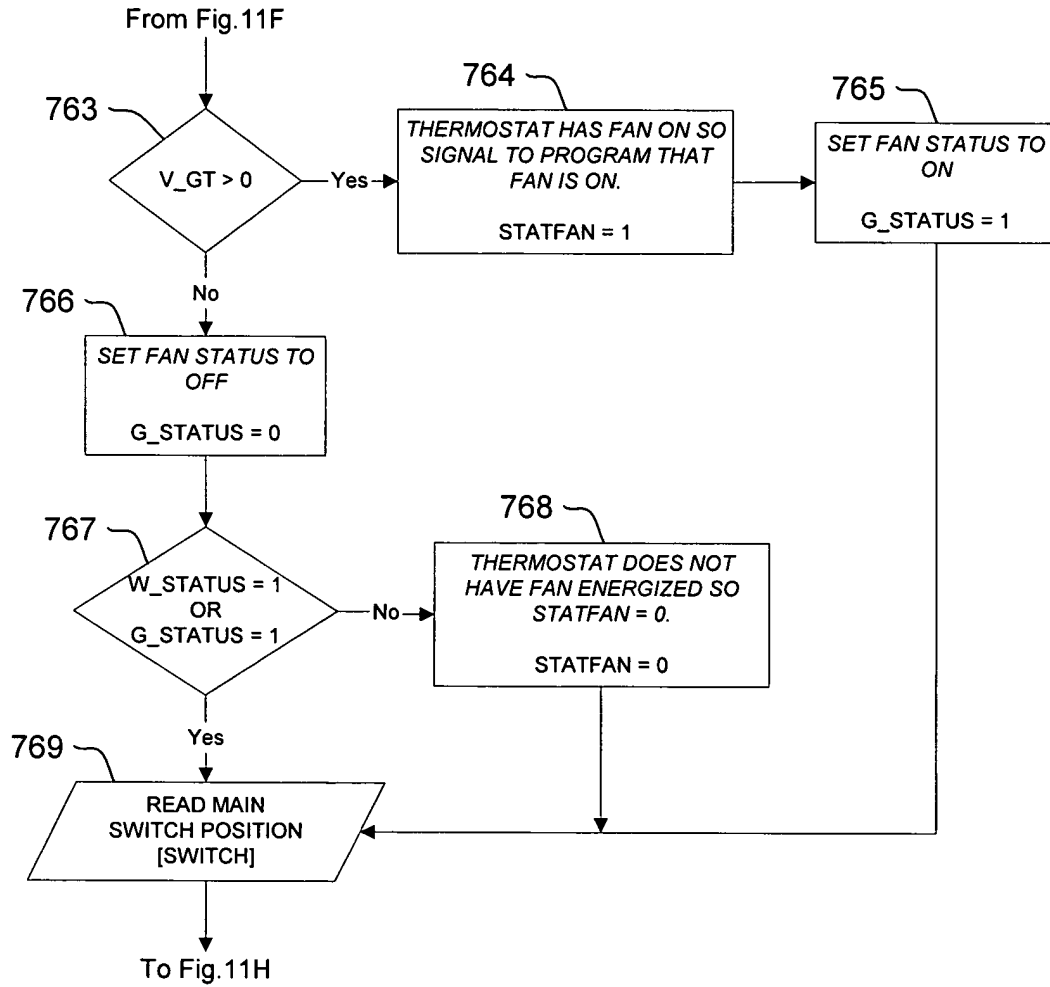 From Fig.11F
763
V_GT > 0
Yes
764
THERMOSTAT HAS FAN ON SO
SIGNAL TO PROGRAM THAT
FAN IS ON.
STATFAN = 1
765
SET FAN STATUS TO
ON
G_STATUS = 1
No
766
SET FAN STATUS TO
OFF
G_STATUS = 0
767
W_STATUS = 1
OR
G_STATUS = 1
No
768
THERMOSTAT DOES NOT
HAVE FAN ENERGIZED SO
STATFAN = 0.
STATFAN = 0
Yes
769
READ MAIN
SWITCH POSITION
[SWITCH]
To Fig.11H